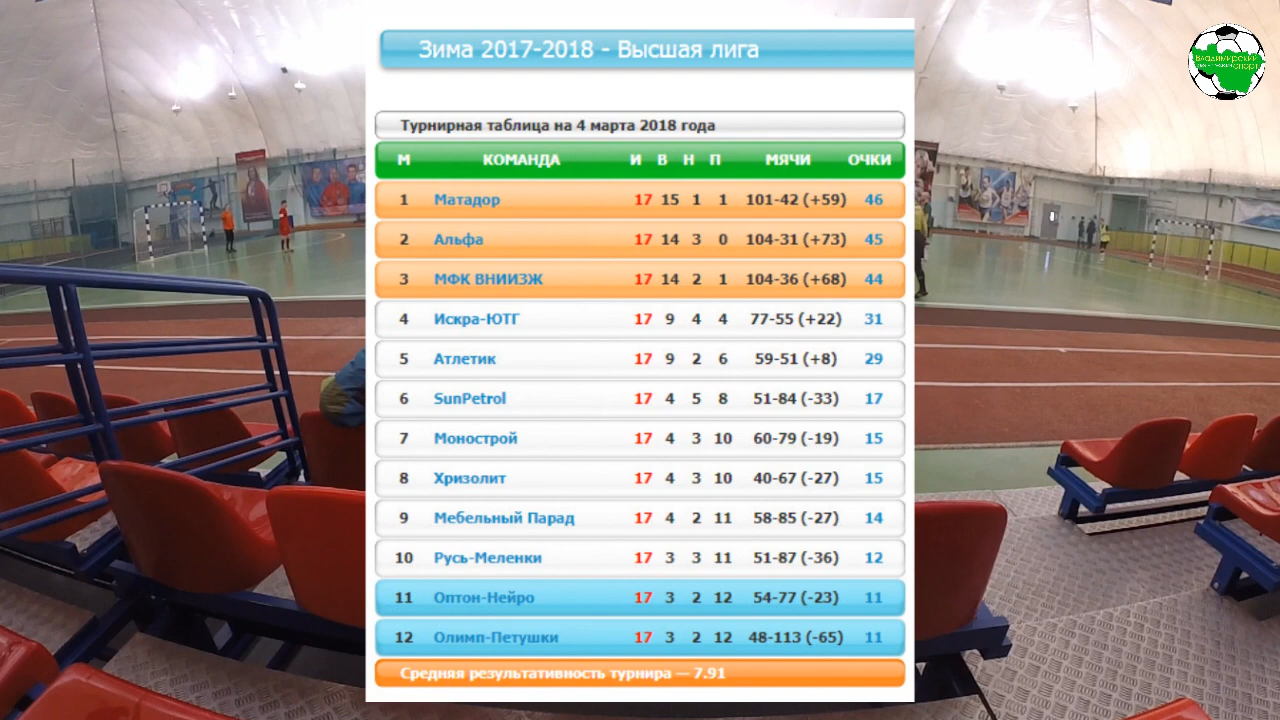 Зима 2017-2018 - Высшая лига
Владимирский
спорт
Турнирная таблица на 4 марта 2018 года
М КОМАНДА И В Н П МЯЧИ ОЧКИ
1 Матадор 17 15 1 1 101-42 (+59) 46
2 Альфа 17 14 3 0 104-31 (+73) 45
3 МФК ВНИИЗЖ 17 14 2 1 104-36 (+68) 44
4 Искра-ЮТГ 17 9 4 4 77-55 (+22) 31
5 Атлетик 17 9 2 6 59-51 (+8) 29
6 SunPetrol 17 4 5 8 51-84 (-33) 17
7 Монострой 17 4 3 10 60-79 (-19) 15
8 Хризолит 17 4 3 10 40-67 (-27) 15
9 Мебельный Парад 17 4 2 11 58-85 (-27) 14
10 Русь-Меленки 17 3 3 11 51-87 (-36) 12
11 Оптон-Нейро 17 3 2 12 54-77 (-23) 11
12 Олимп-Петушки 17 3 2 12 48-113 (-65) 11
Средняя результативность турнира — 7.91